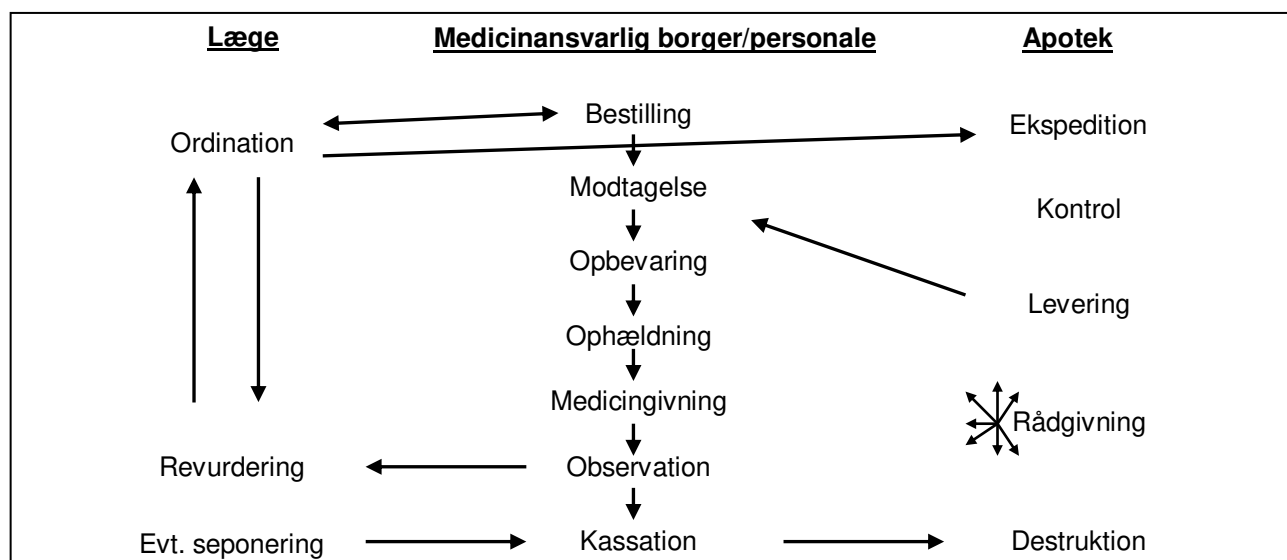 Læge Medicinansvarlig borger/personale Apotek
Bestilling
Ekspedition
Ordination
Modtagelse
Kontrol
Opbevaring
Levering
Ophældning
Medicingivning
Rådgivning
Revurdering Observation
Evt. seponering Kassation Destruktion